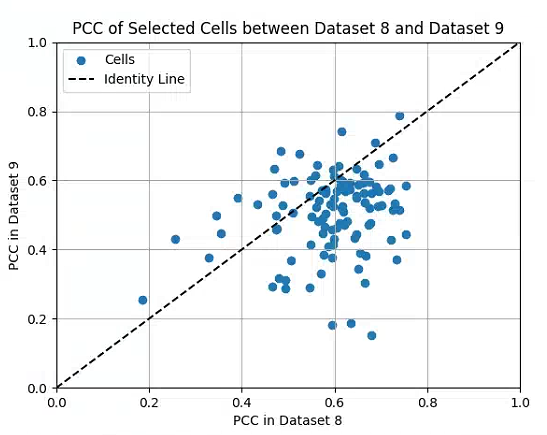 PCC of Selected Cells between Dataset 8 and Dataset 9
1.0
Cells
Identity Line
0.8
0.6
PCC in Dataset 9
0.4
0.2
0.0
0.0 0.2 0.4 0.6 0.8 1.0
PCC in Dataset 8